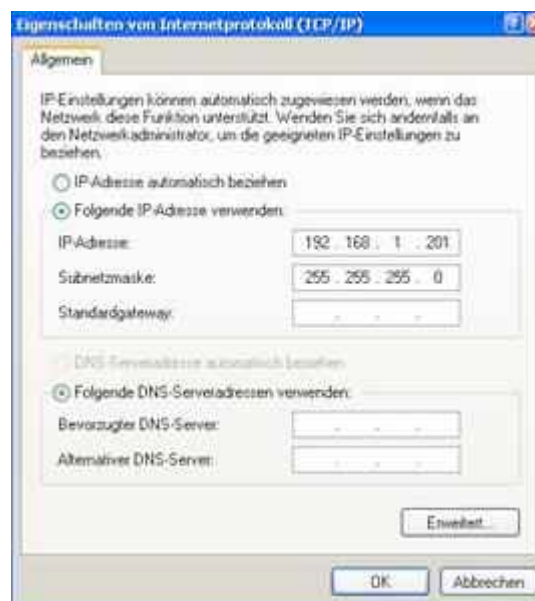 Eigenschaften von Internetprotokoll (TCP/IP)
Allgemein
IP-Einstellungen können automatisch zugewiesen werden, wenn das
Netzwerk diese Funktion unterstützt. Wenden Sie sich andernfalls an
den Netzwerkadministrator, um die geeigneten IP-Einstellungen zu
beziehen.
IP-Adresse automatisch beziehen
Folgende IP-Adresse verwenden:
IP-Adresse: 192 . 168 . 1 . 201
Subnetzmaske: 255 . 255 . 255 . 0
Standardgateway: . . .
DNS-Serveradresse automatisch beziehen
Folgende DNS-Serveradressen verwenden:
Bevorzugter DNS-Server: . . .
Alternativer DNS-Server: . . .
Erweitert...
OK Abbrechen